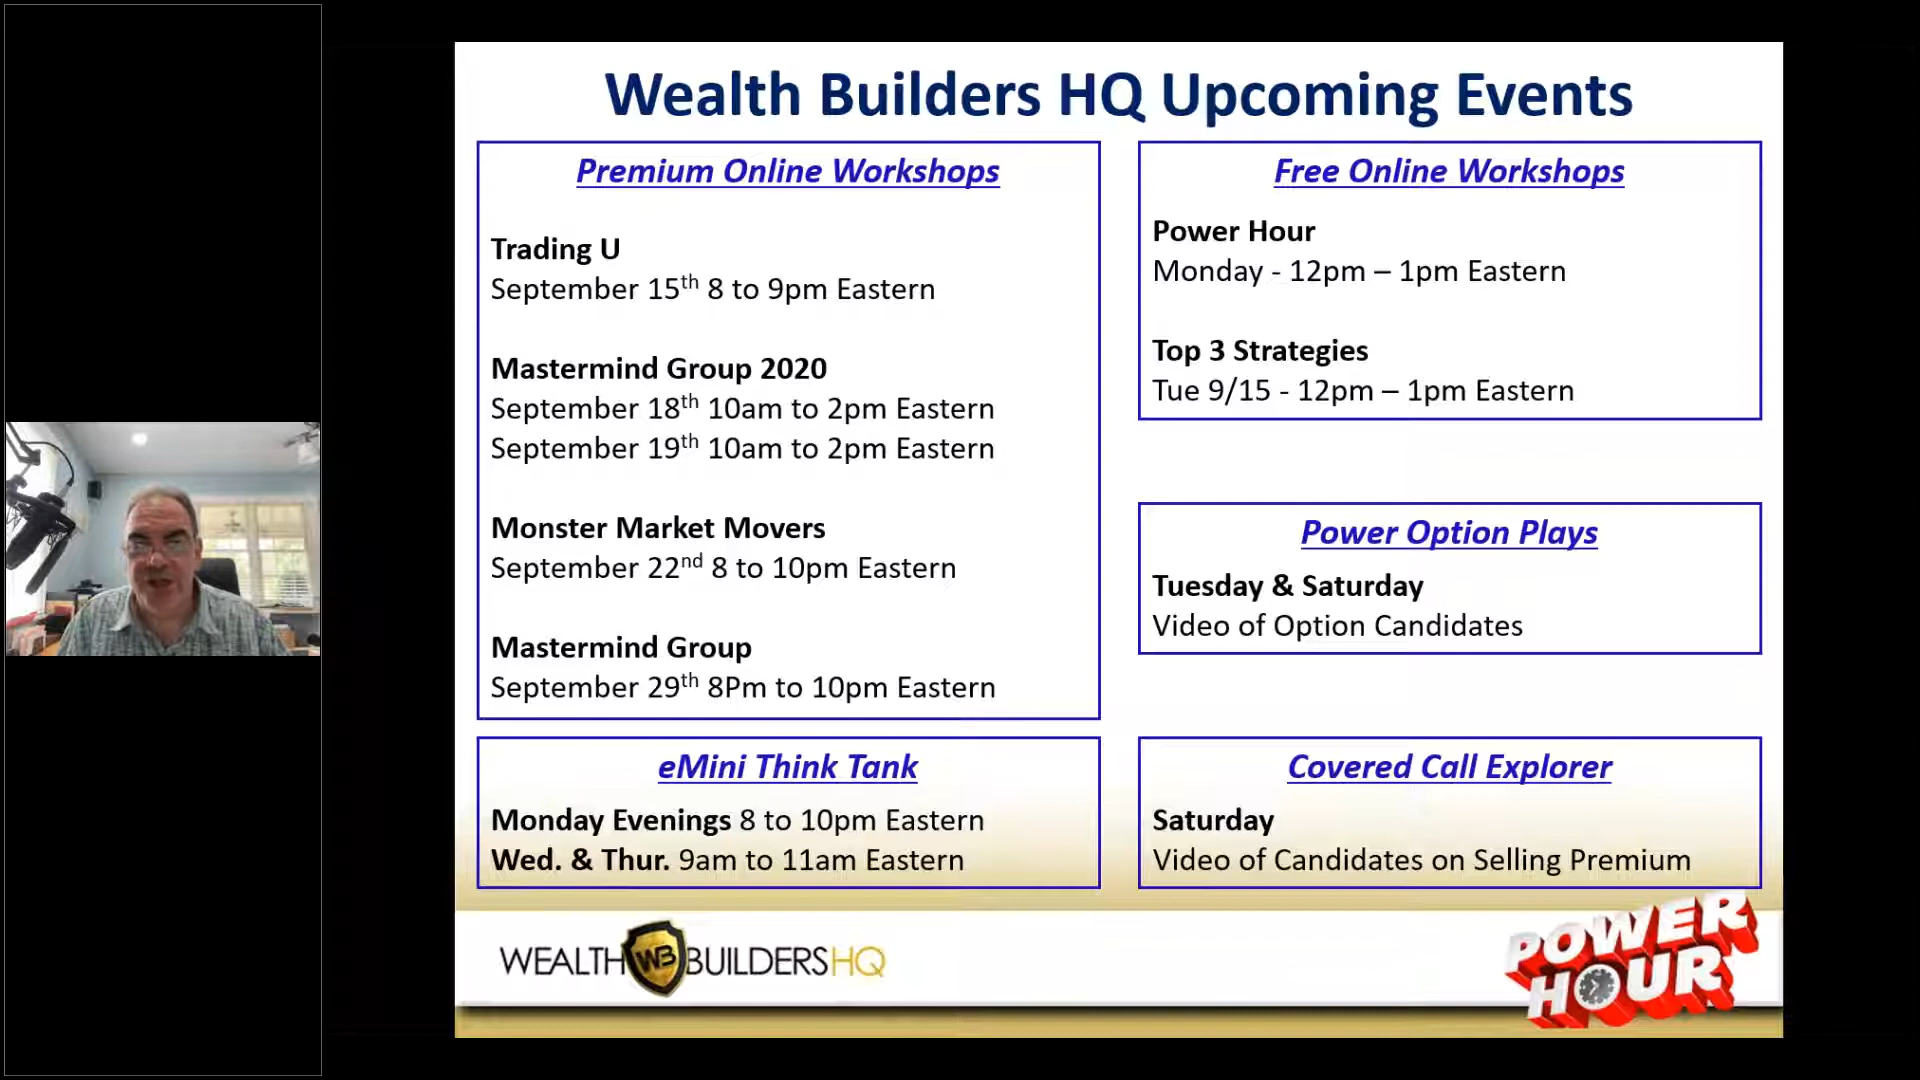 Wealth Builders HQ Upcoming Events
Premium Online Workshops
Trading U
September 15th 8 to 9pm Eastern
Mastermind Group 2020
September 18th 10am to 2pm Eastern
September 19th 10am to 2pm Eastern
Monster Market Movers
September 22nd 8 to 10pm Eastern
Mastermind Group
September 29th 8Pm to 10pm Eastern
Free Online Workshops
Power Hour
Monday - 12pm – 1pm Eastern
Top 3 Strategies
Tue 9/15 - 12pm – 1pm Eastern
Power Option Plays
Tuesday & Saturday
Video of Option Candidates
eMini Think Tank
Monday Evenings 8 to 10pm Eastern
Wed. & Thur. 9am to 11am Eastern
Covered Call Explorer
Saturday
Video of Candidates on Selling Premium
WEALTH WB BUILDERSHQ
POWER
HOUR